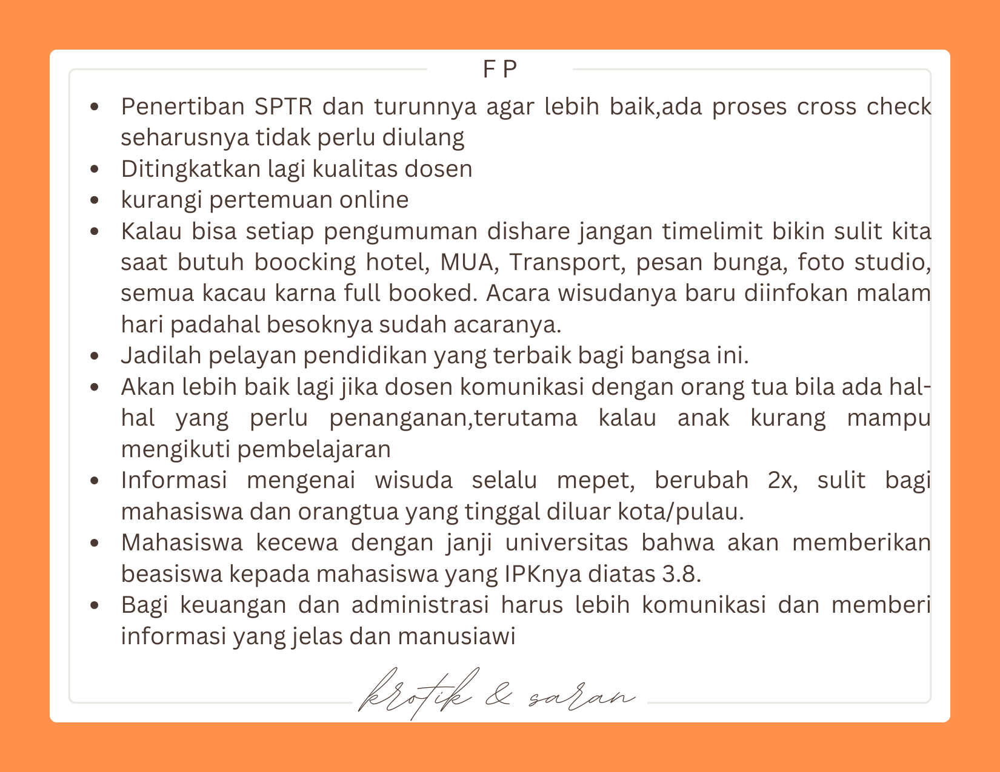 F P
• Penertiban SPTR dan turunnya agar lebih baik,ada proses cross check
seharusnya tidak perlu diulang
• Ditingkatkan lagi kualitas dosen
• kurangi pertemuan online
• Kalau bisa setiap pengumuman dishare jangan timelimit bikin sulit kita
saat butuh boocking hotel, MUA, Transport, pesan bunga, foto studio,
semua kacau karna full booked. Acara wisudanya baru diinfokan malam
hari padahal besoknya sudah acaranya.
• Jadilah pelayan pendidikan yang terbaik bagi bangsa ini.
• Akan lebih baik lagi jika dosen komunikasi dengan orang tua bila ada hal-
hal yang perlu penanganan,terutama kalau anak kurang mampu
mengikuti pembelajaran
• Informasi mengenai wisuda selalu mepet, berubah 2x, sulit bagi
mahasiswa dan orangtua yang tinggal diluar kota/pulau.
• Mahasiswa kecewa dengan janji universitas bahwa akan memberikan
beasiswa kepada mahasiswa yang IPKnya diatas 3.8.
• Bagi keuangan dan administrasi harus lebih komunikasi dan memberi
informasi yang jelas dan manusiawi
krotik & saran